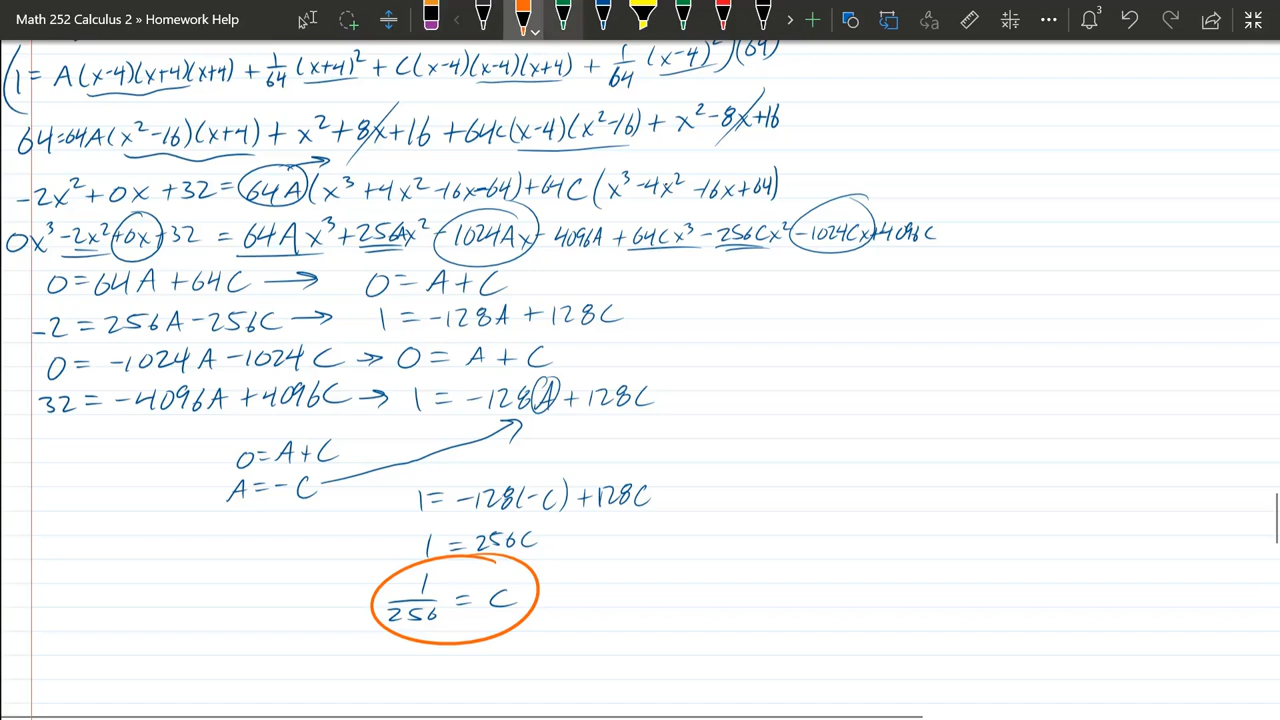 Math 252 Calculus 2 » Homework Help
3
(1 = A(x-4)(x+4)(x+4) + 1/64 (x+4)² + C(x-4)(x-4)(x+4) + 1/64 (x-4)²)(64)
64=64A(x²-16)(x+4) + x²+8x+16 +64C(x-4)(x²-16) + x²-8x+16
-2x²+0x+32 = 64A(x³+4x²-16x-64)+64C(x³-4x²-16x+64)
0x³-2x²+0x+32 = 64Ax³+256Ax²-1024Ax-4096A+64Cx³-256Cx²-1024Cx+4096C
0=64A+64C → 0=A+C
-2=256A-256C → 1=-128A+128C
0=-1024A-1024C → 0=A+C
32=-4096A+4096C → 1=-128A+128C
0=A+C
A=-C
1=-128(-C)+128C
1=256C
1/256 = C